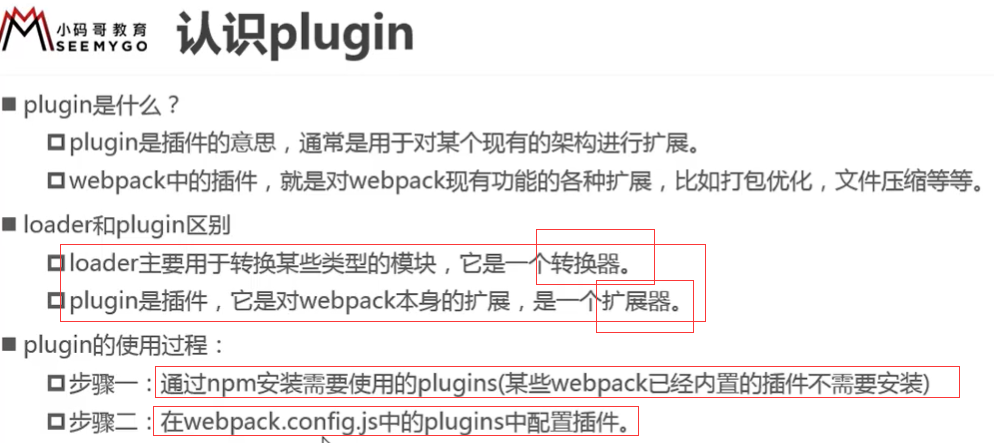 小码哥教育
SEEMYGO
认识plugin
plugin是什么？
plugin是插件的意思，通常是用于对某个现有的架构进行扩展。
webpack中的插件，就是对webpack现有功能的各种扩展，比如打包优化，文件压缩等等。
loader和plugin区别
loader主要用于转换某些类型的模块，它是一个转换器。
plugin是插件，它是对webpack本身的扩展，是一个扩展器。
plugin的使用过程：
步骤一：通过npm安装需要使用的plugins(某些webpack已经内置的插件不需要安装)
步骤二：在webpack.config.js中的plugins中配置插件。